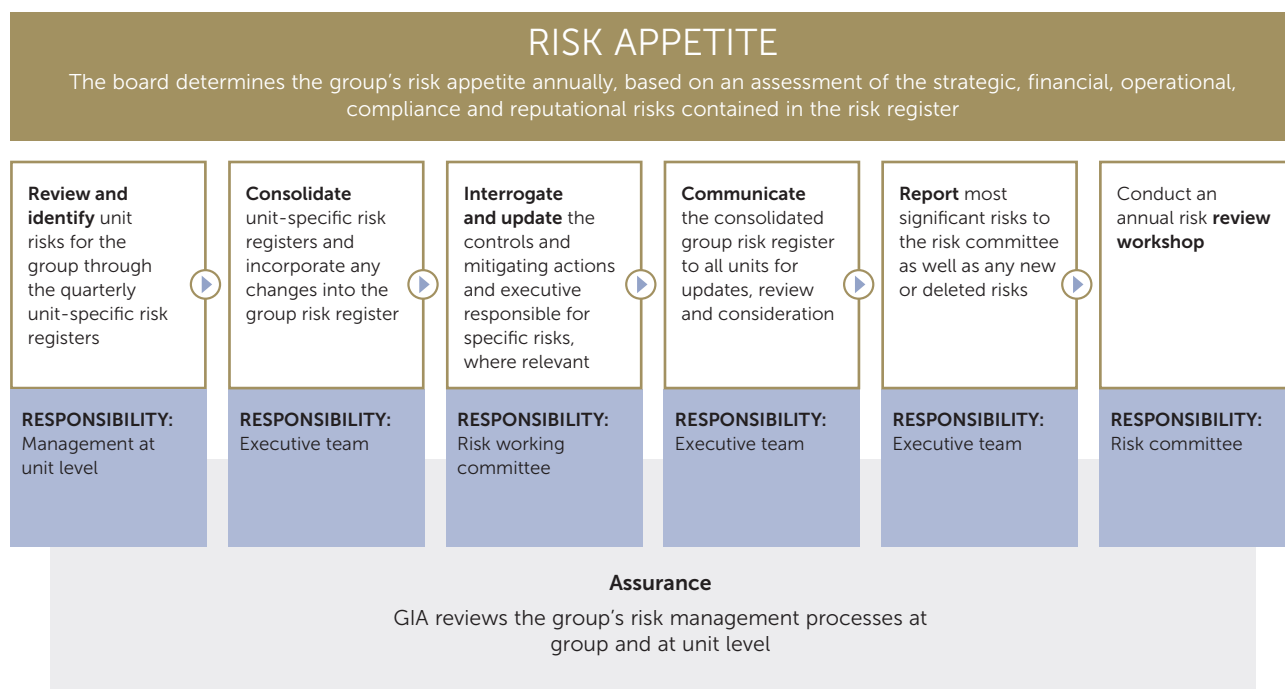 RISK APPETITE
The board determines the group’s risk appetite annually, based on an assessment of the strategic, financial, operational,
compliance and reputational risks contained in the risk register
Review and
identify unit
risks for the
group through
the quarterly
unit-specific risk
registers
RESPONSIBILITY:
Management at
unit level
Consolidate
unit-specific risk
registers and
incorporate any
changes into the
group risk register
RESPONSIBILITY:
Executive team
Interrogate
and update the
controls and
mitigating actions
and executive
responsible for
specific risks,
where relevant
RESPONSIBILITY:
Risk working
committee
Communicate
the consolidated
group risk register
to all units for
updates, review
and consideration
RESPONSIBILITY:
Executive team
Report most
significant risks to
the risk committee
as well as any new
or deleted risks
RESPONSIBILITY:
Executive team
Conduct an
annual risk review
workshop
RESPONSIBILITY:
Risk committee
Assurance
GIA reviews the group’s risk management processes at
group and at unit level